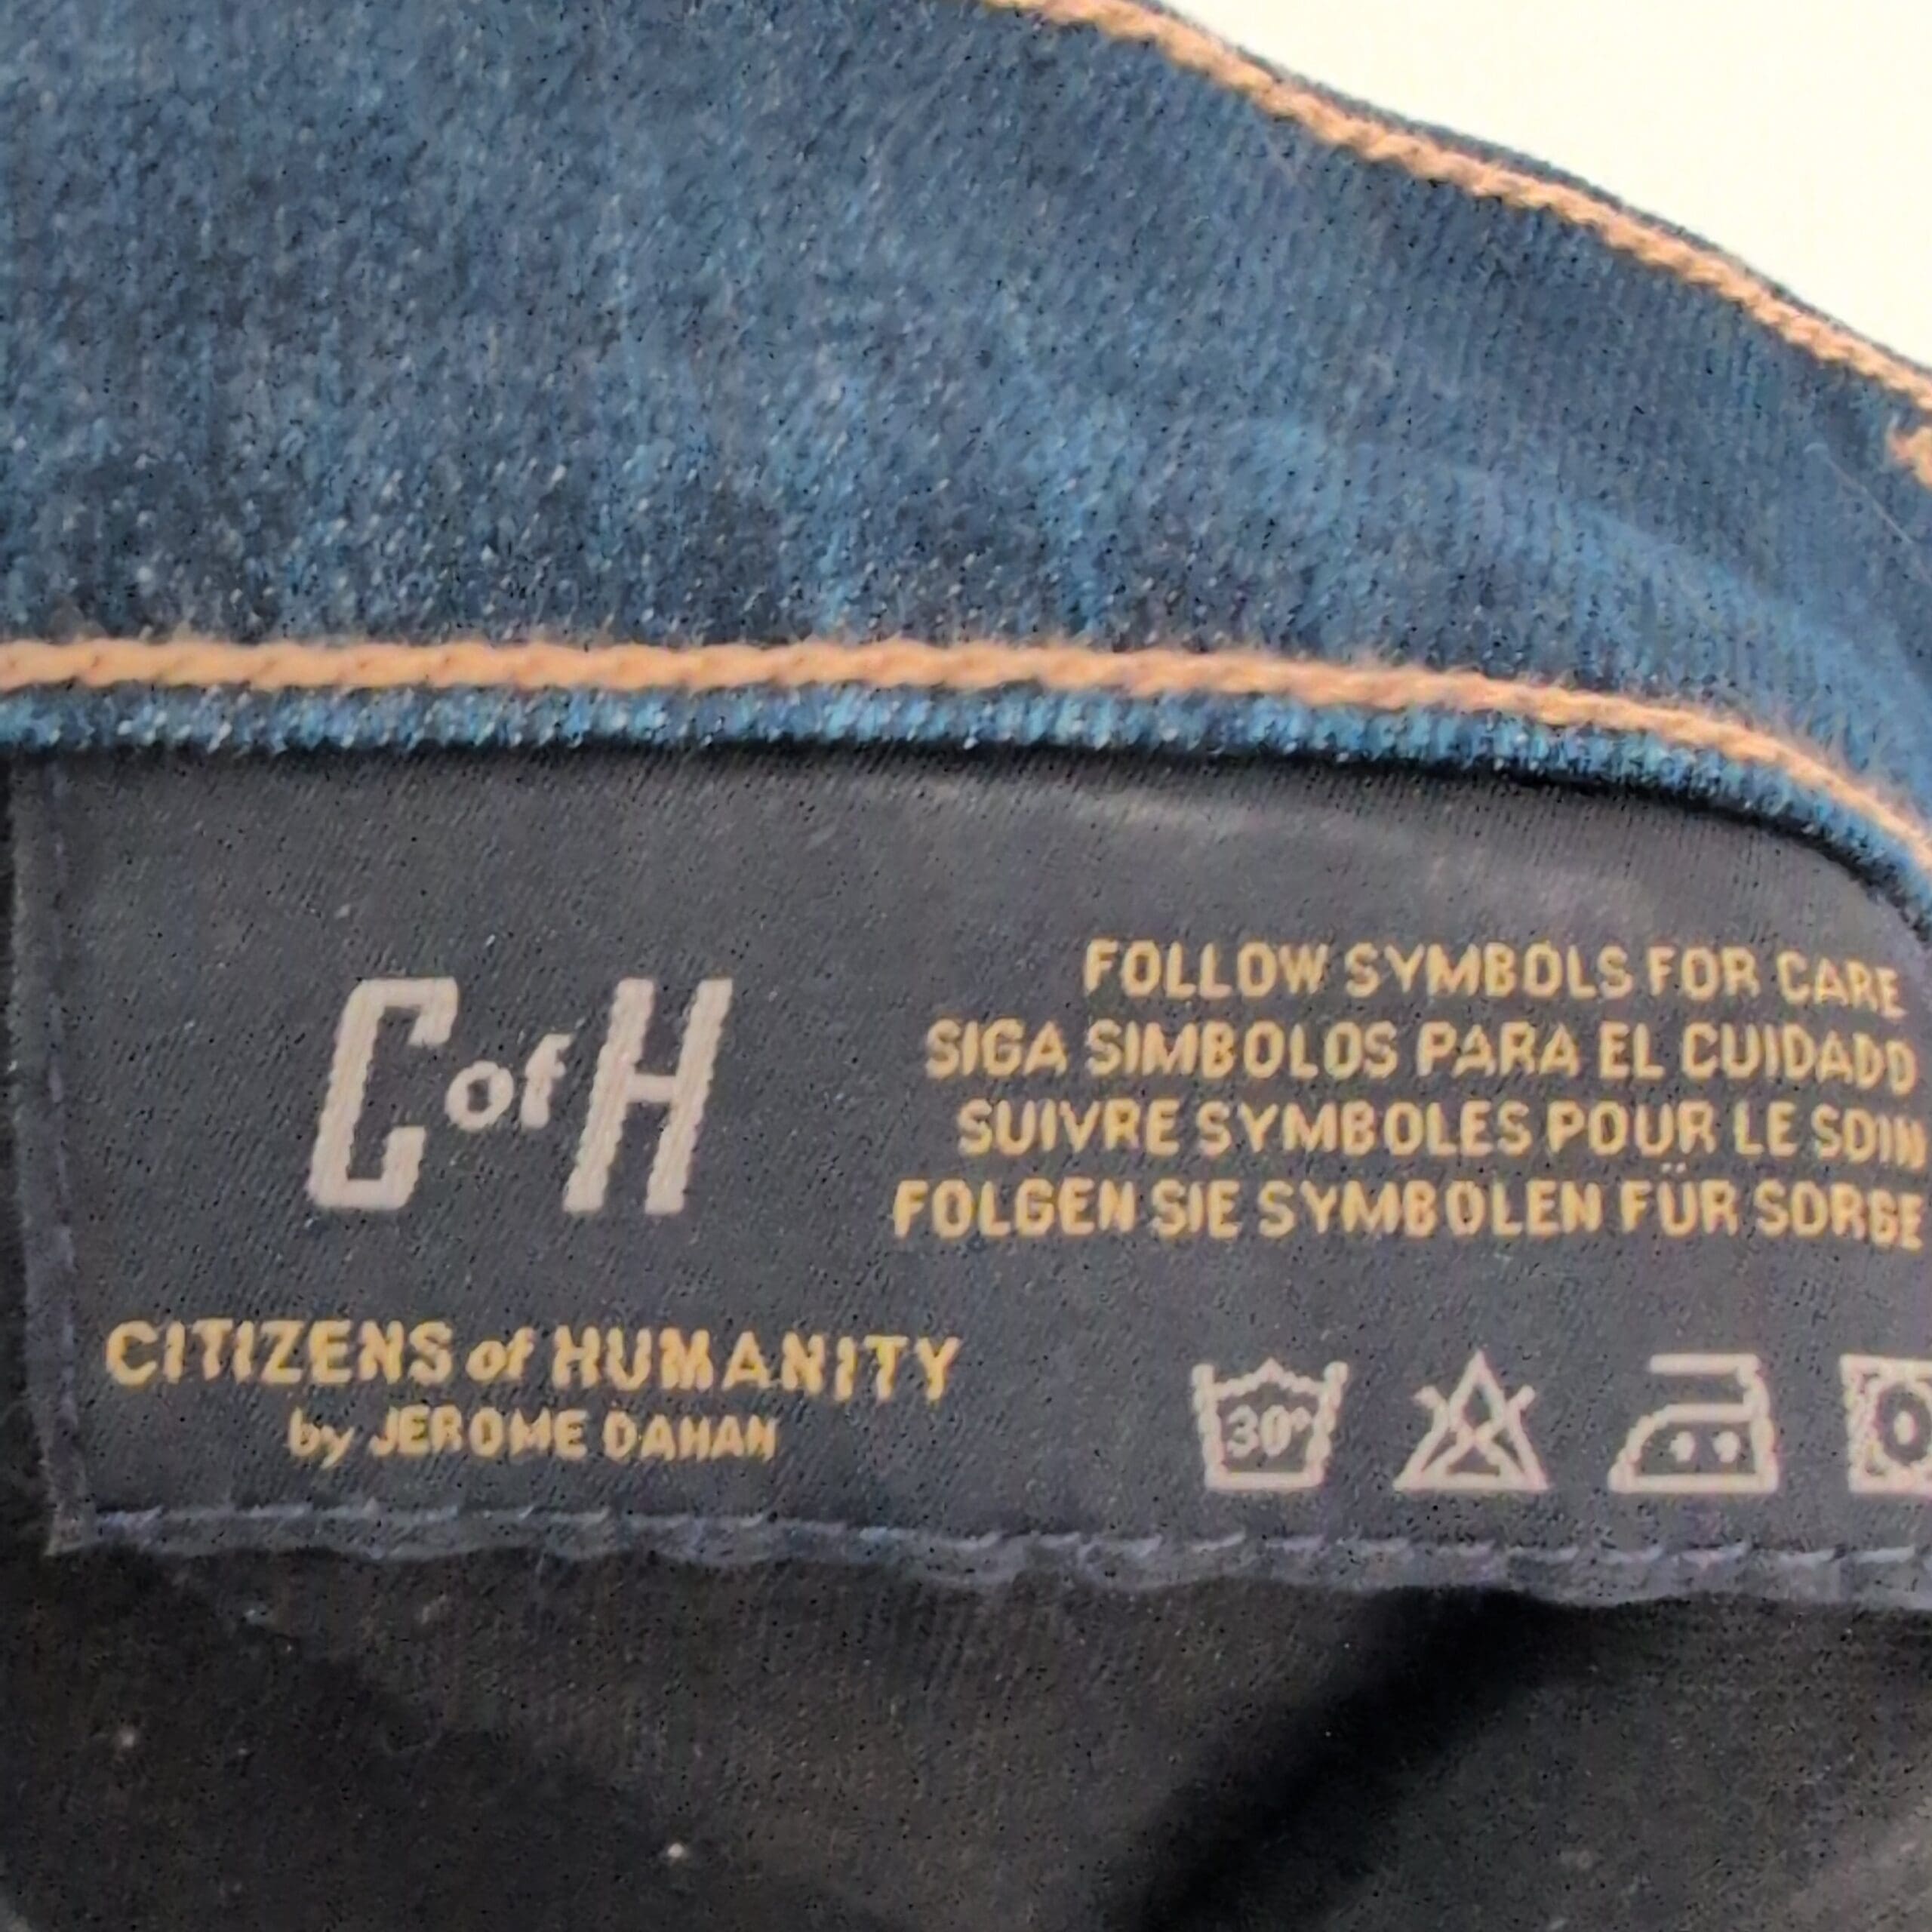 C of H
CITIZENS of HUMANITY
by JEROME DAHAN
FOLLOW SYMBOLS FOR CARE
SIGA SIMBOLOS PARA EL CUIDADO
SUIVRE SYMBOLES POUR LE SOIN
FOLGEN SIE SYMBOLEN FÜR SORGE
30°